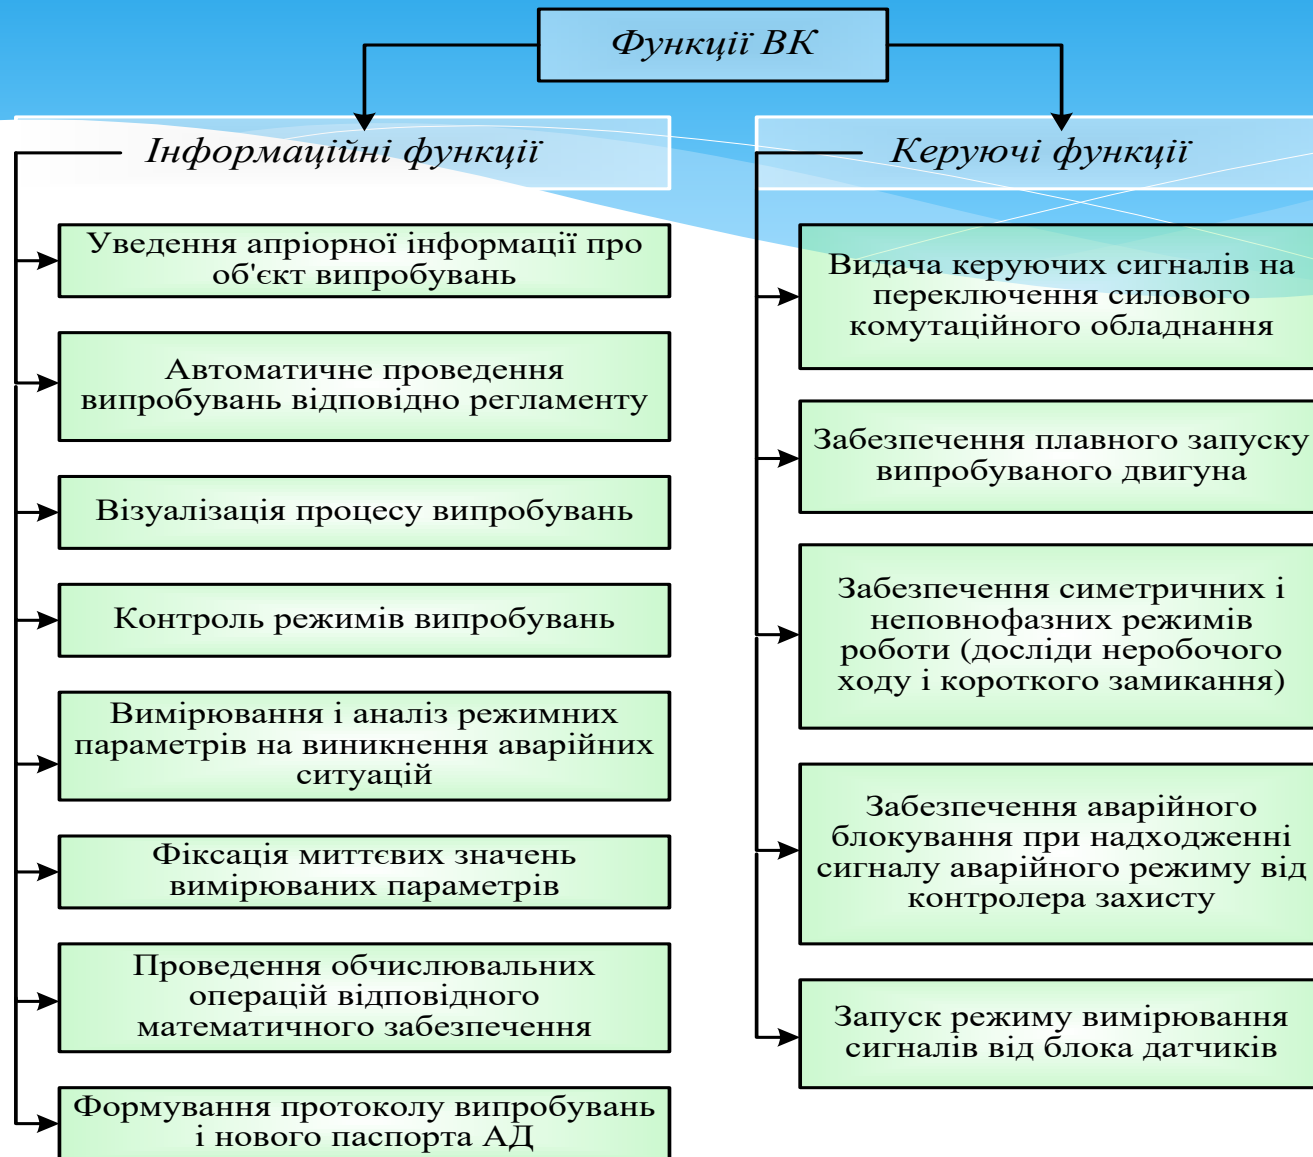 Функції ВК
Інформаційні функції
Уведення апріорної інформації про
об'єкт випробувань
Автоматичне проведення
випробувань відповідно регламенту
Візуалізація процесу випробувань
Контроль режимів випробувань
Вимірювання і аналіз режимних
параметрів на виникнення аварійних
ситуацій
Фіксація миттєвих значень
вимірюваних параметрів
Проведення обчислювальних
операцій відповідного
математичного забезпечення
Формування протоколу випробувань
і нового паспорта АД
Керуючі функції
Видача керуючих сигналів на
переключення силового
комутаційного обладнання
Забезпечення плавного запуску
випробуваного двигуна
Забезпечення симетричних і
неповнофазних режимів
роботи (досліди неробочого
ходу і короткого замикання)
Забезпечення аварійного
блокування при надходженні
сигналу аварійного режиму від
контролера захисту
Запуск режиму вимірювання
сигналів від блока датчиків